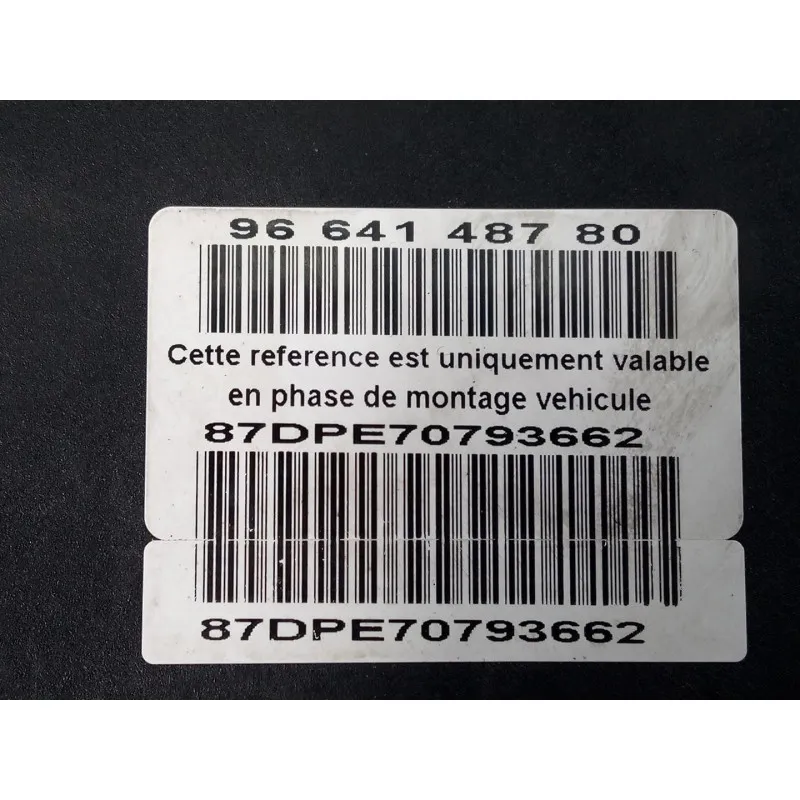 96 641 487 80
Cette reference est uniquement valable
en phase de montage vehicule
87DPE70793662
87DPE70793662